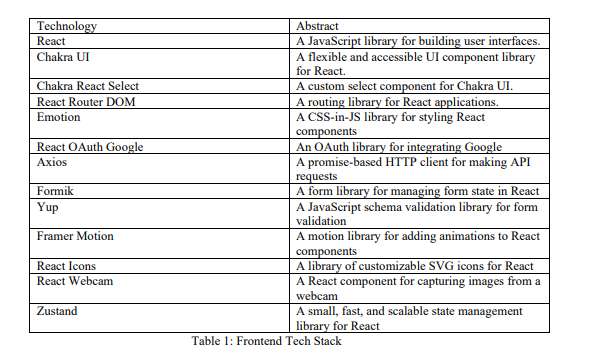 Technology Abstract
React A JavaScript library for building user interfaces.
Chakra UI A flexible and accessible UI component library
for React.
Chakra React Select A custom select component for Chakra UI.
React Router DOM A routing library for React applications.
Emotion A CSS-in-JS library for styling React
components
React OAuth Google An OAuth library for integrating Google
Axios A promise-based HTTP client for making API
requests
Formik A form library for managing form state in React
Yup A JavaScript schema validation library for form
validation
Framer Motion A motion library for adding animations to React
components
React Icons A library of customizable SVG icons for React
React Webcam A React component for capturing images from a
webcam
Zustand A small, fast, and scalable state management
library for React
Table 1: Frontend Tech Stack